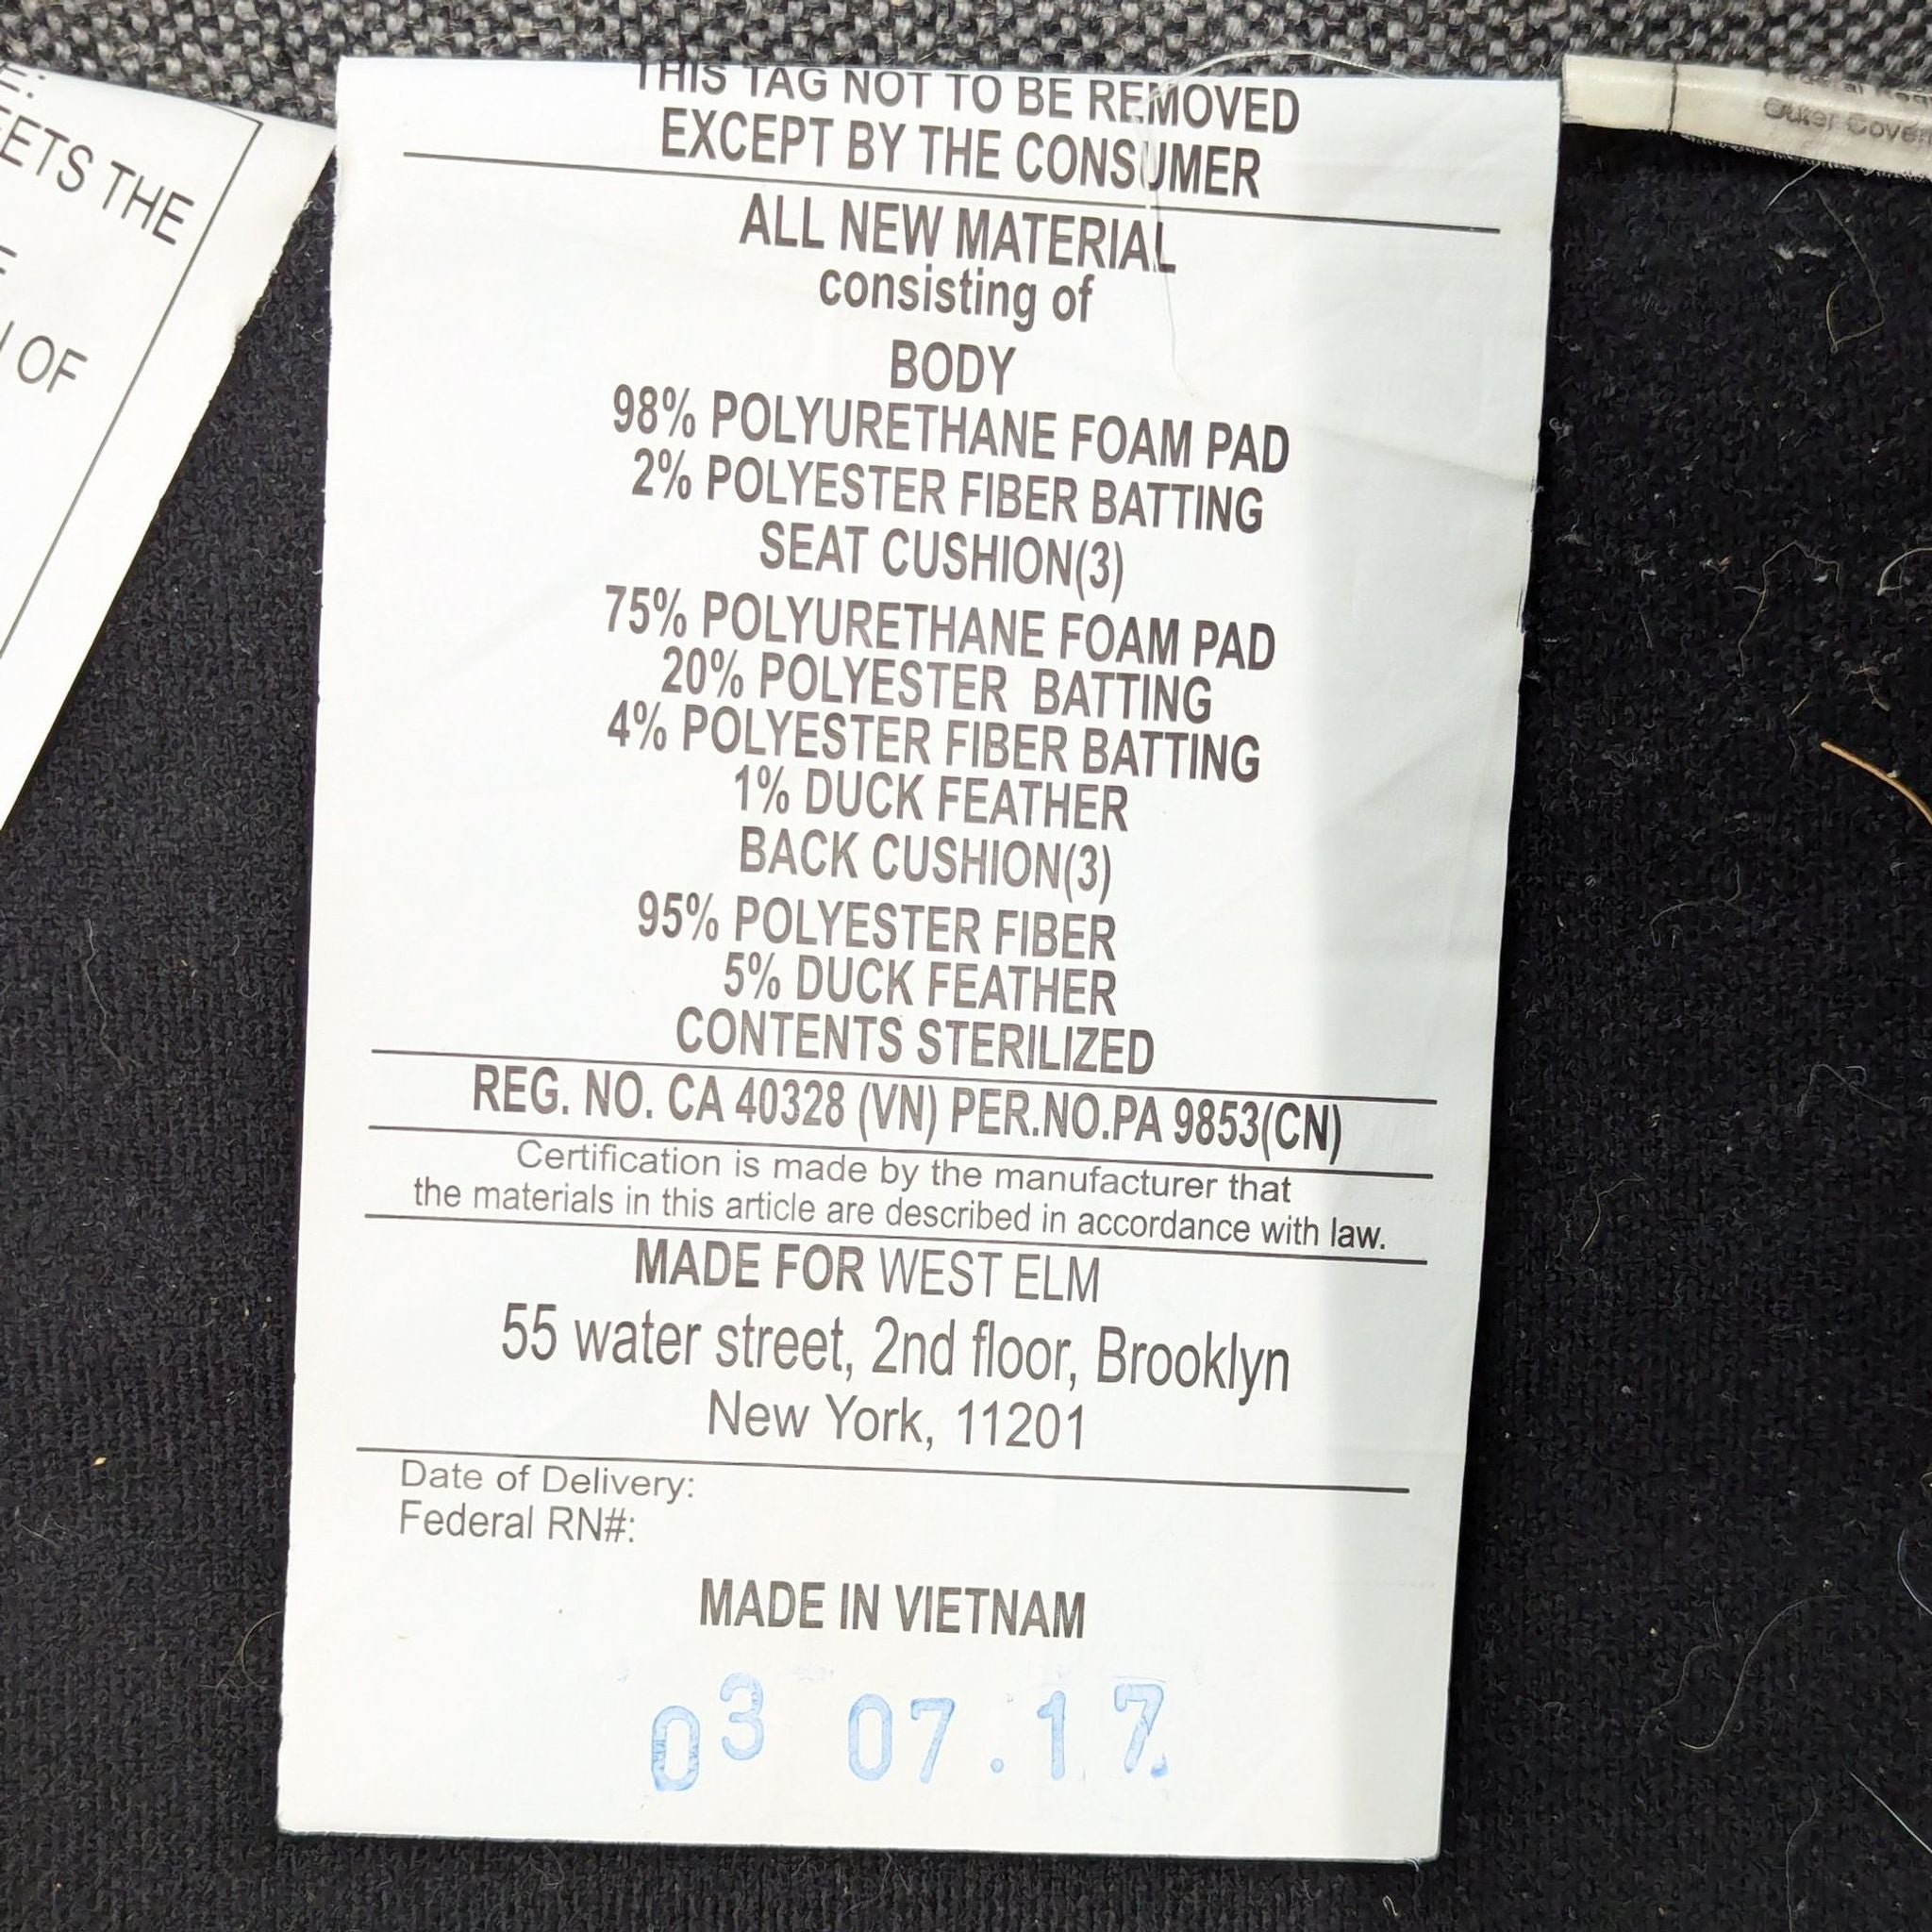 E:
EETS THE
OF
THIS TAG NOT TO BE REMOVED
EXCEPT BY THE CONSUMER
ALL NEW MATERIAL
consisting of
BODY
98% POLYURETHANE FOAM PAD
2% POLYESTER FIBER BATTING
SEAT CUSHION(3)
75% POLYURETHANE FOAM PAD
20% POLYESTER BATTING
4% POLYESTER FIBER BATTING
1% DUCK FEATHER
BACK CUSHION(3)
95% POLYESTER FIBER
5% DUCK FEATHER
CONTENTS STERILIZED
REG. NO. CA 40328 (VN) PER.NO.PA 9853(CN)
Certification is made by the manufacturer that
the materials in this article are described in accordance with law.
MADE FOR WEST ELM
55 water street, 2nd floor, Brooklyn
New York, 11201
Date of Delivery:
Federal RN#:
MADE IN VIETNAM
03 07.17.
Outer Cover